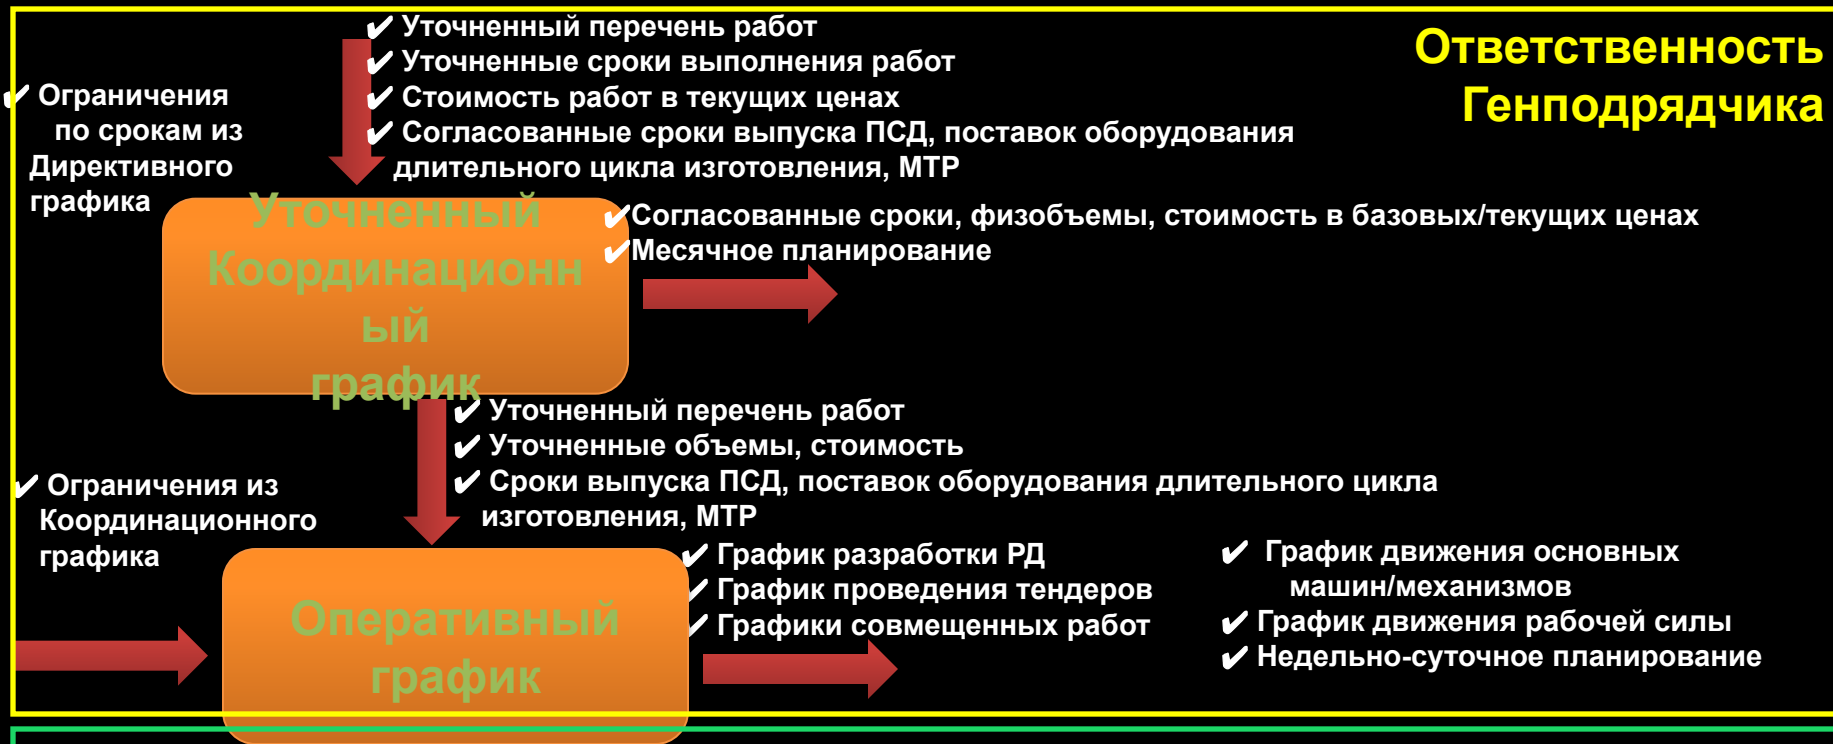 ✔ Уточненный перечень работ
✔ Уточненные сроки выполнения работ
✔ Стоимость работ в текущих ценах
✔ Согласованные сроки выпуска ПСД, поставок оборудования
длительного цикла изготовления, МТР
Ответственность
Генподрядчика
✔ Ограничения
по срокам из
Директивного
графика
Уточненный
Координационн
ый
график
✔Согласованные сроки, физобъемы, стоимость в базовых/текущих ценах
✔Месячное планирование
✔ Уточненный перечень работ
✔ Уточненные объемы, стоимость
✔ Сроки выпуска ПСД, поставок оборудования длительного цикла
изготовления, МТР
✔ Ограничения из
Координационного
графика
Оперативный
график
✔ График разработки РД
✔ График проведения тендеров
✔ Графики совмещенных работ
✔ График движения основных
машин/механизмов
✔ График движения рабочей силы
✔ Недельно-суточное планирование